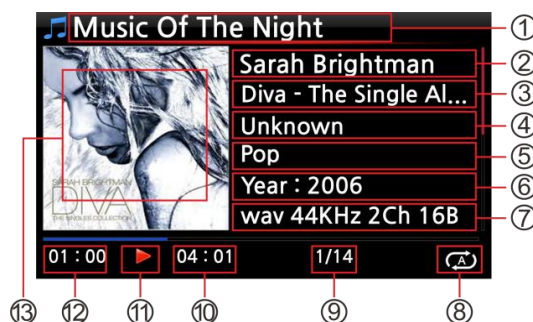 Music Of The Night
①
Sarah Brightman
②
Diva - The Single Al...
③
Unknown
④
Pop
⑤
Year : 2006
⑥
wav 44KHz 2Ch 16B
⑦
SARAH BRIGHTMAN
DIVA
THE SINGLES COLLECTION
01 : 00
04 : 01
1/14
A
⑬
⑫
⑪
⑩
⑨
⑧